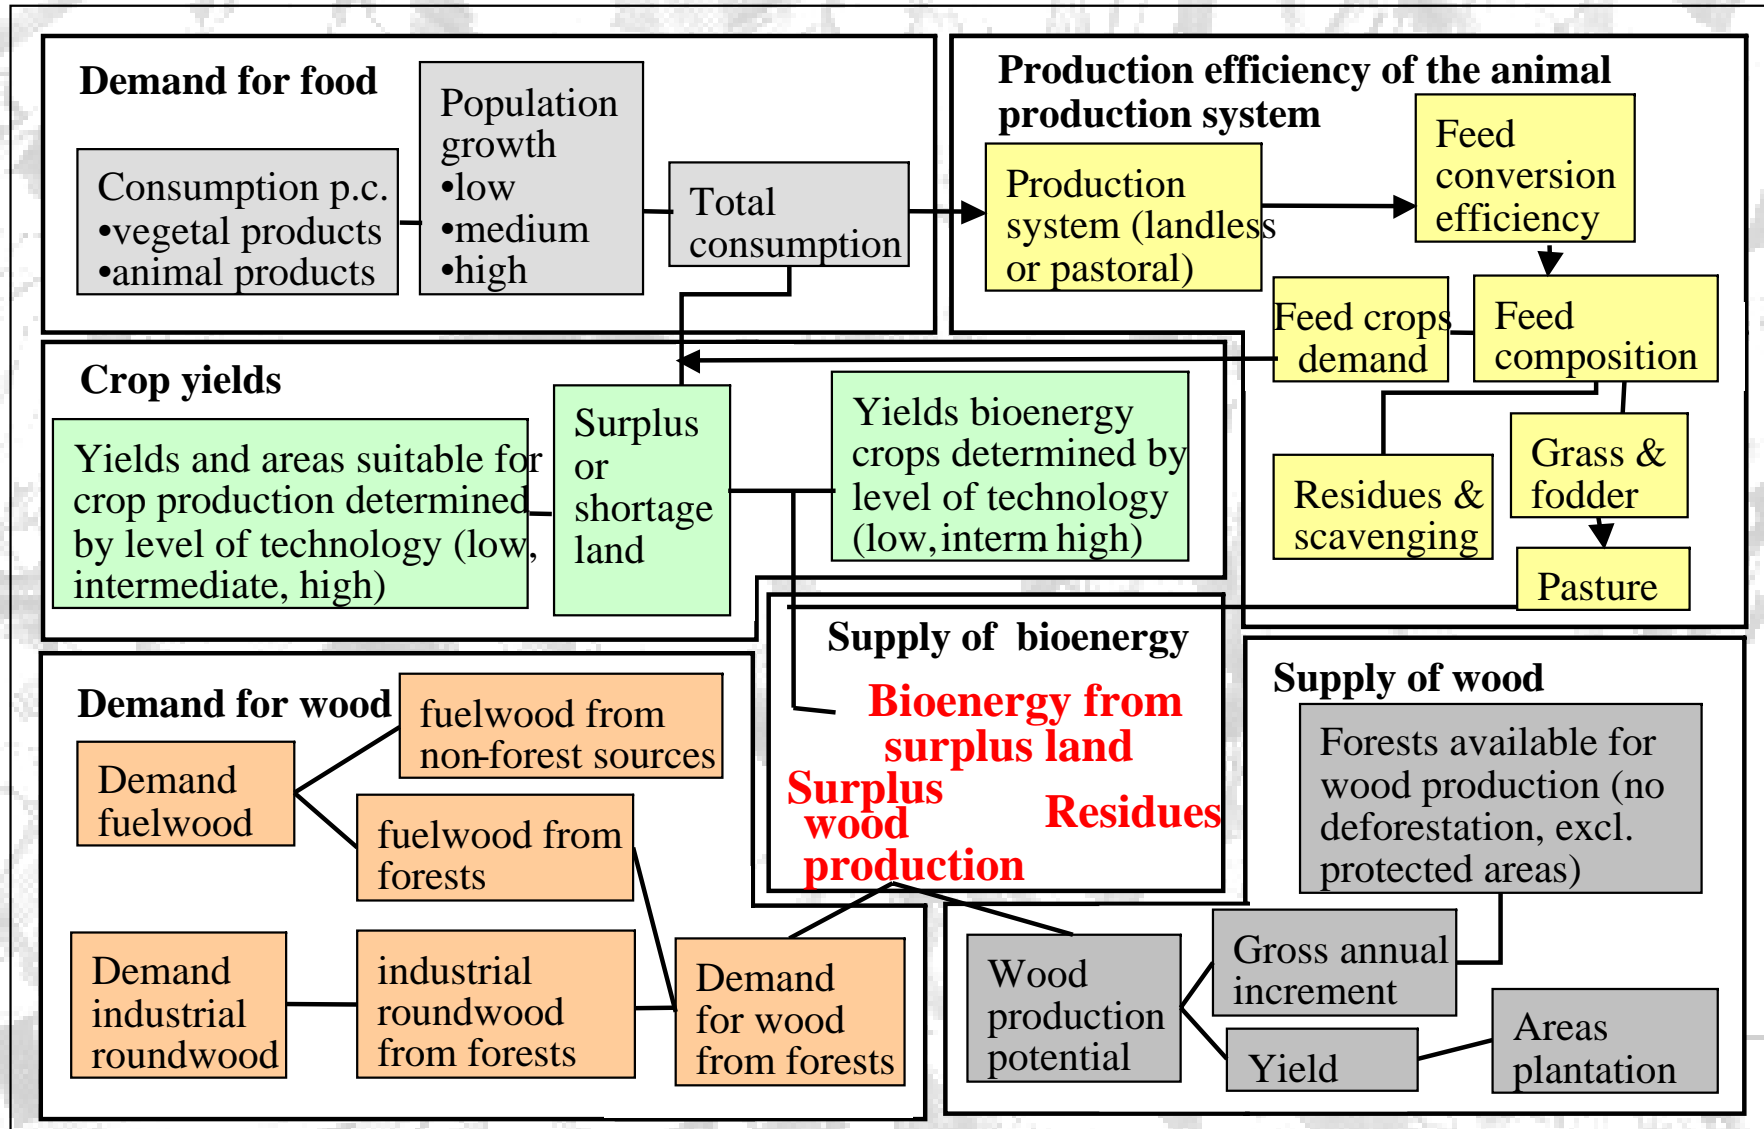 Demand for food
Consumption p.c.
•vegetal products
•animal products
Population
growth
•low
•medium
•high
Total
consumption
Production efficiency of the animal
production system
Production
system (landless
or pastoral)
Feed
conversion
efficiency
Feed crops
demand
Feed
composition
Residues &
scavenging
Grass &
fodder
Pasture
Crop yields
Yields and areas suitable for
crop production determined
by level of technology (low,
intermediate, high)
Surplus
or
shortage
land
Yields bioenergy
crops determined by
level of technology
(low, interm. high)
Supply of bioenergy
Bioenergy from
surplus land
Surplus
wood
production
Residues
Demand for wood
Demand
fuelwood
fuelwood from
non-forest sources
fuelwood from
forests
Demand
industrial
roundwood
industrial
roundwood
from forests
Demand
for wood
from forests
Supply of wood
Forests available for
wood production (no
deforestation, excl.
protected areas)
Wood
production
potential
Gross annual
increment
Yield
Areas
plantation